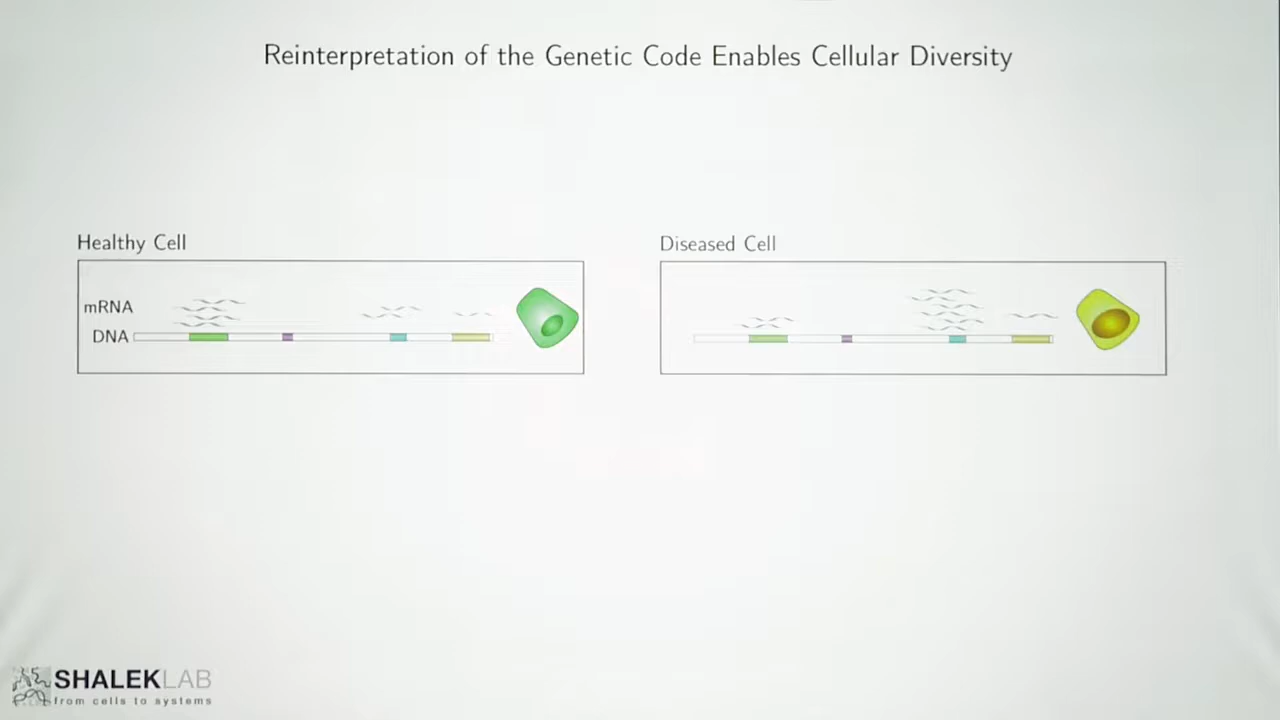 Reinterpretation of the Genetic Code Enables Cellular Diversity
Healthy Cell
Diseased Cell
mRNA
DNA
SHALEKLAB
from cells to systems